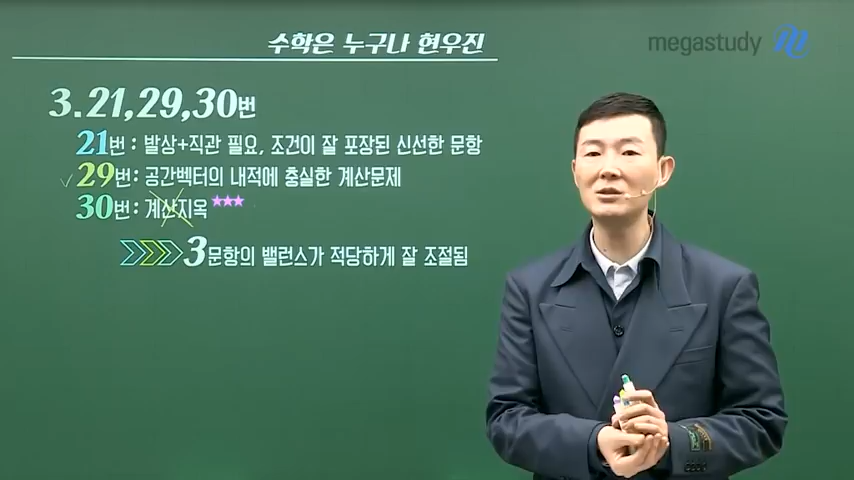 수학은 누구나 현우진
megastudy M
3.21,29,30번
21번 : 발상+직관 필요, 조건이 잘 포장된 신선한 문항
29번 : 공간벡터의 내적에 충실한 계산문제
30번 : 계산지옥 ★★★
3문항의 밸런스가 적당하게 잘 조절됨